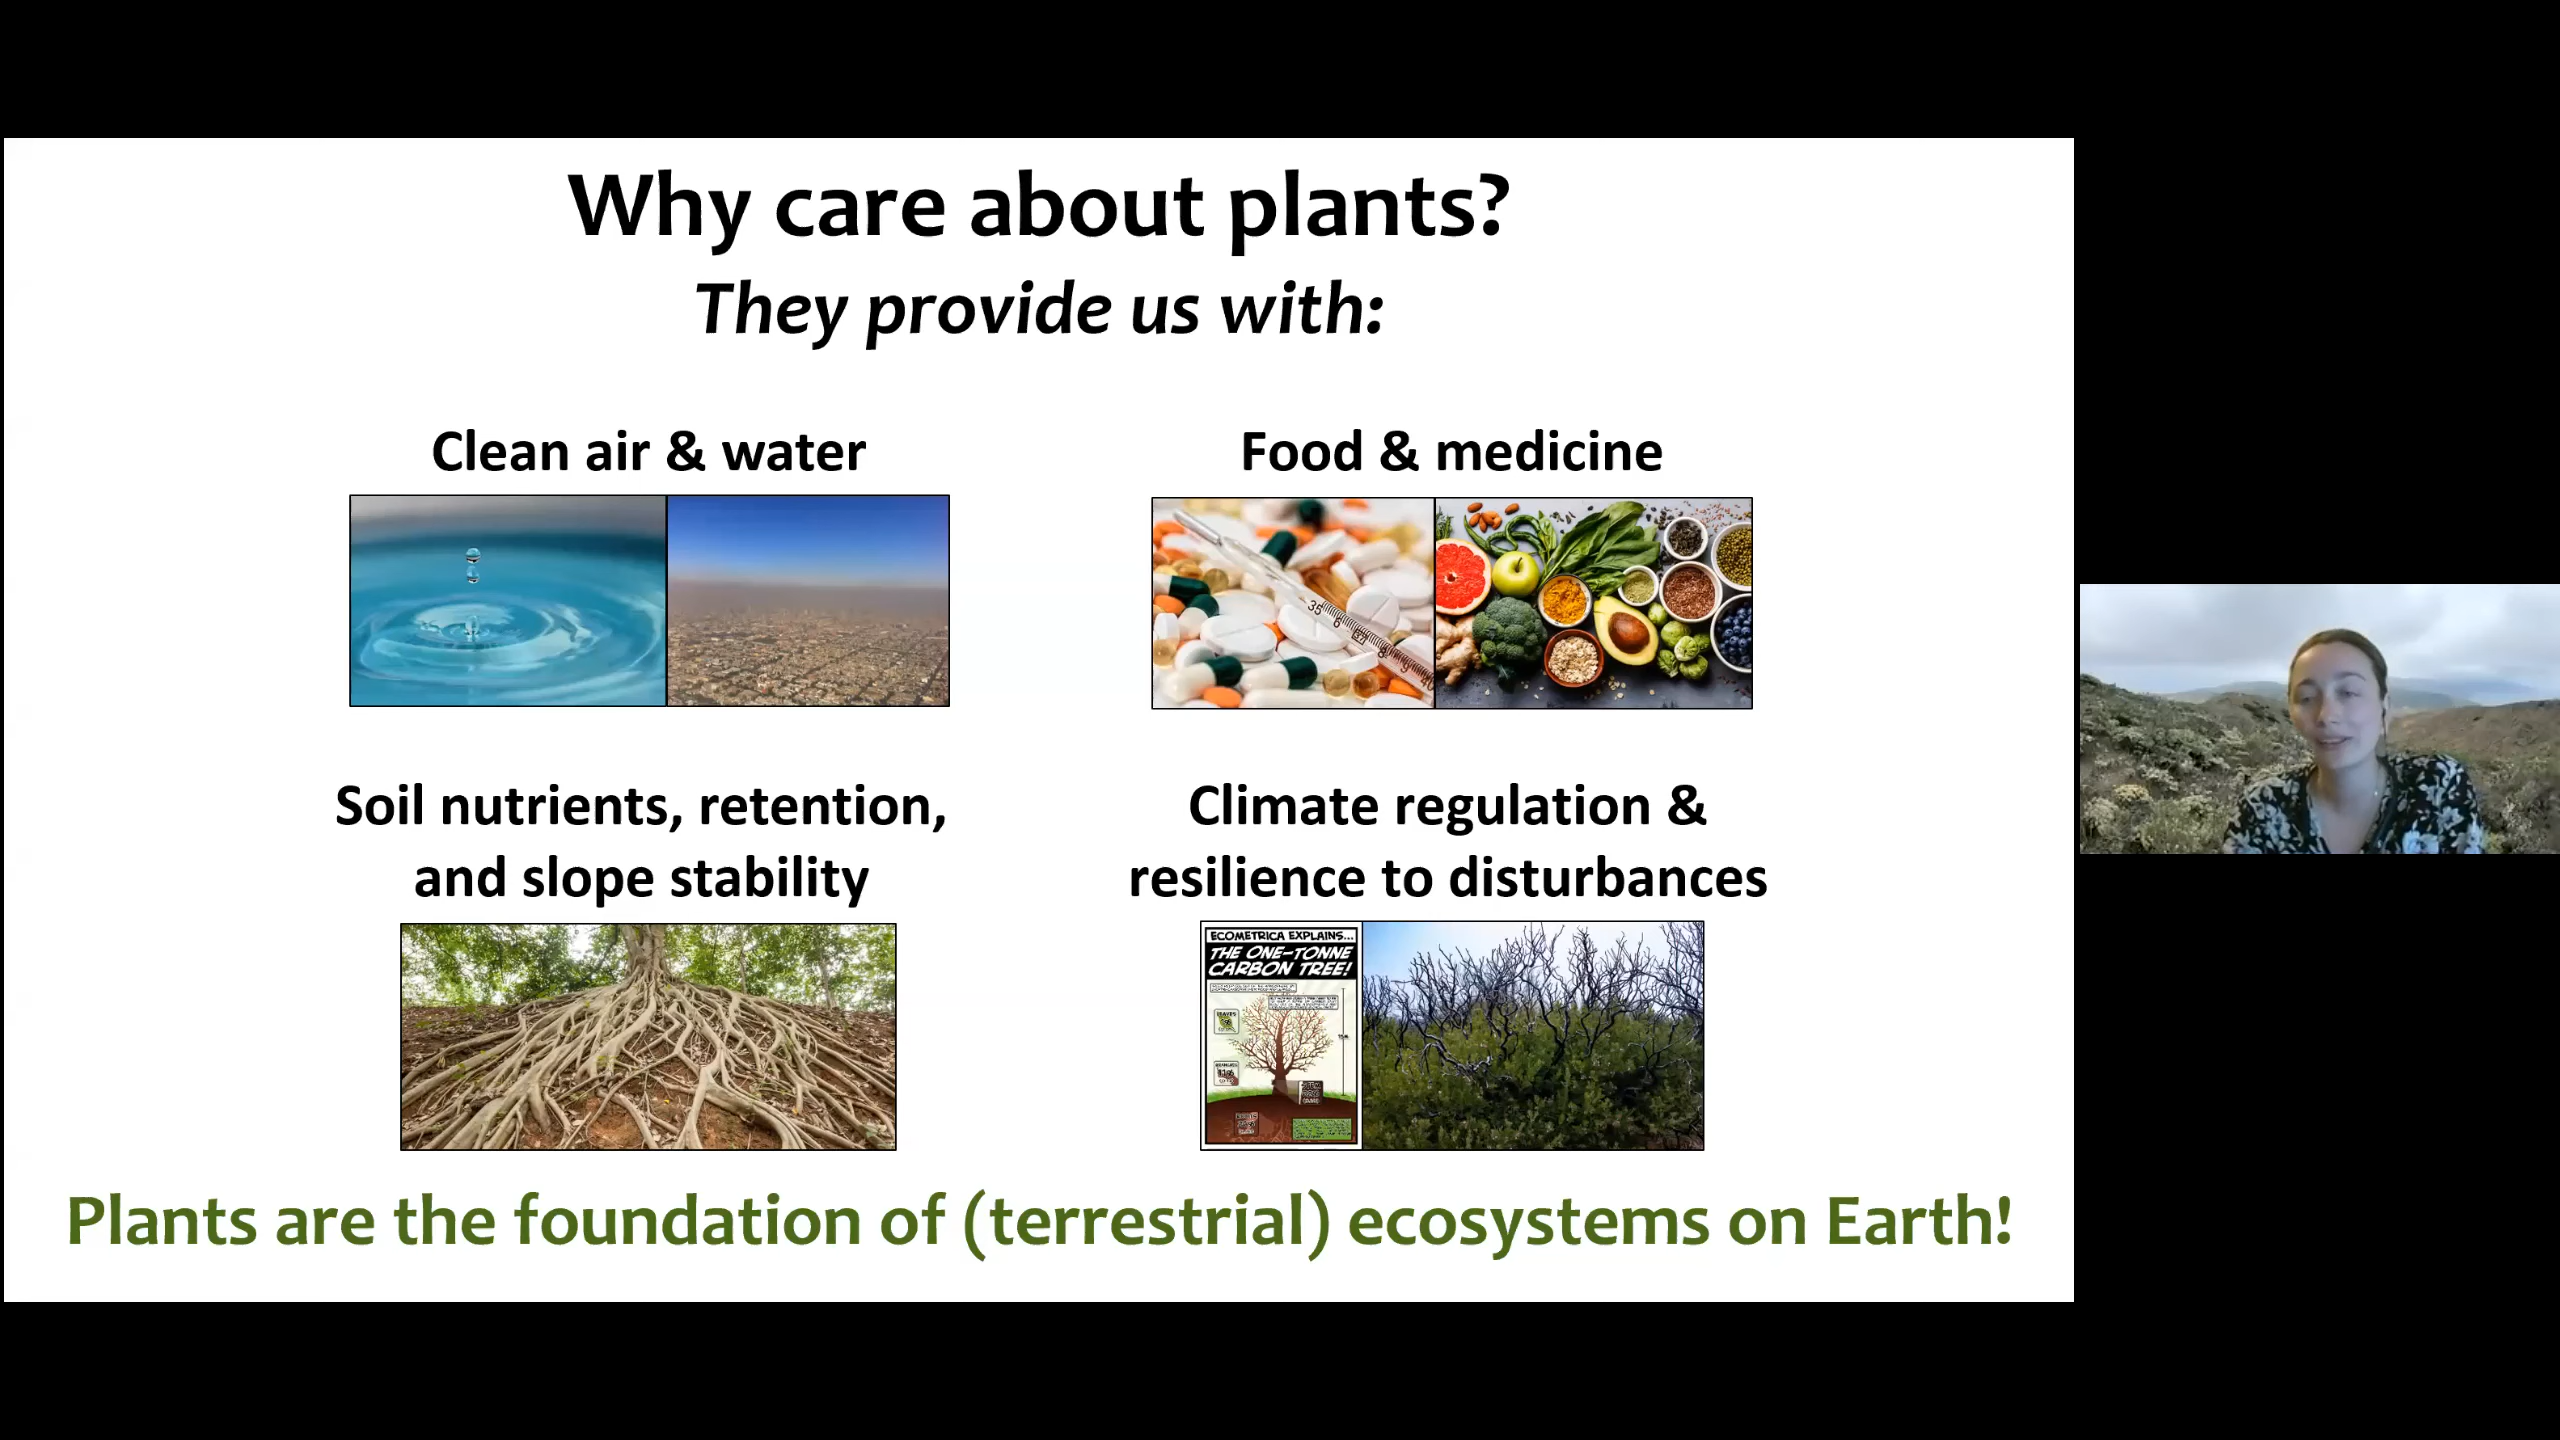 Why care about plants?
They provide us with:
Clean air & water
Food & medicine
35
Soil nutrients, retention,
and slope stability
Climate regulation &
resilience to disturbances
ECOMETRICA EXPLAINS...
THE ONE-TONNE
CARBON TREE!
Plants are the foundation of (terrestrial) ecosystems on Earth!